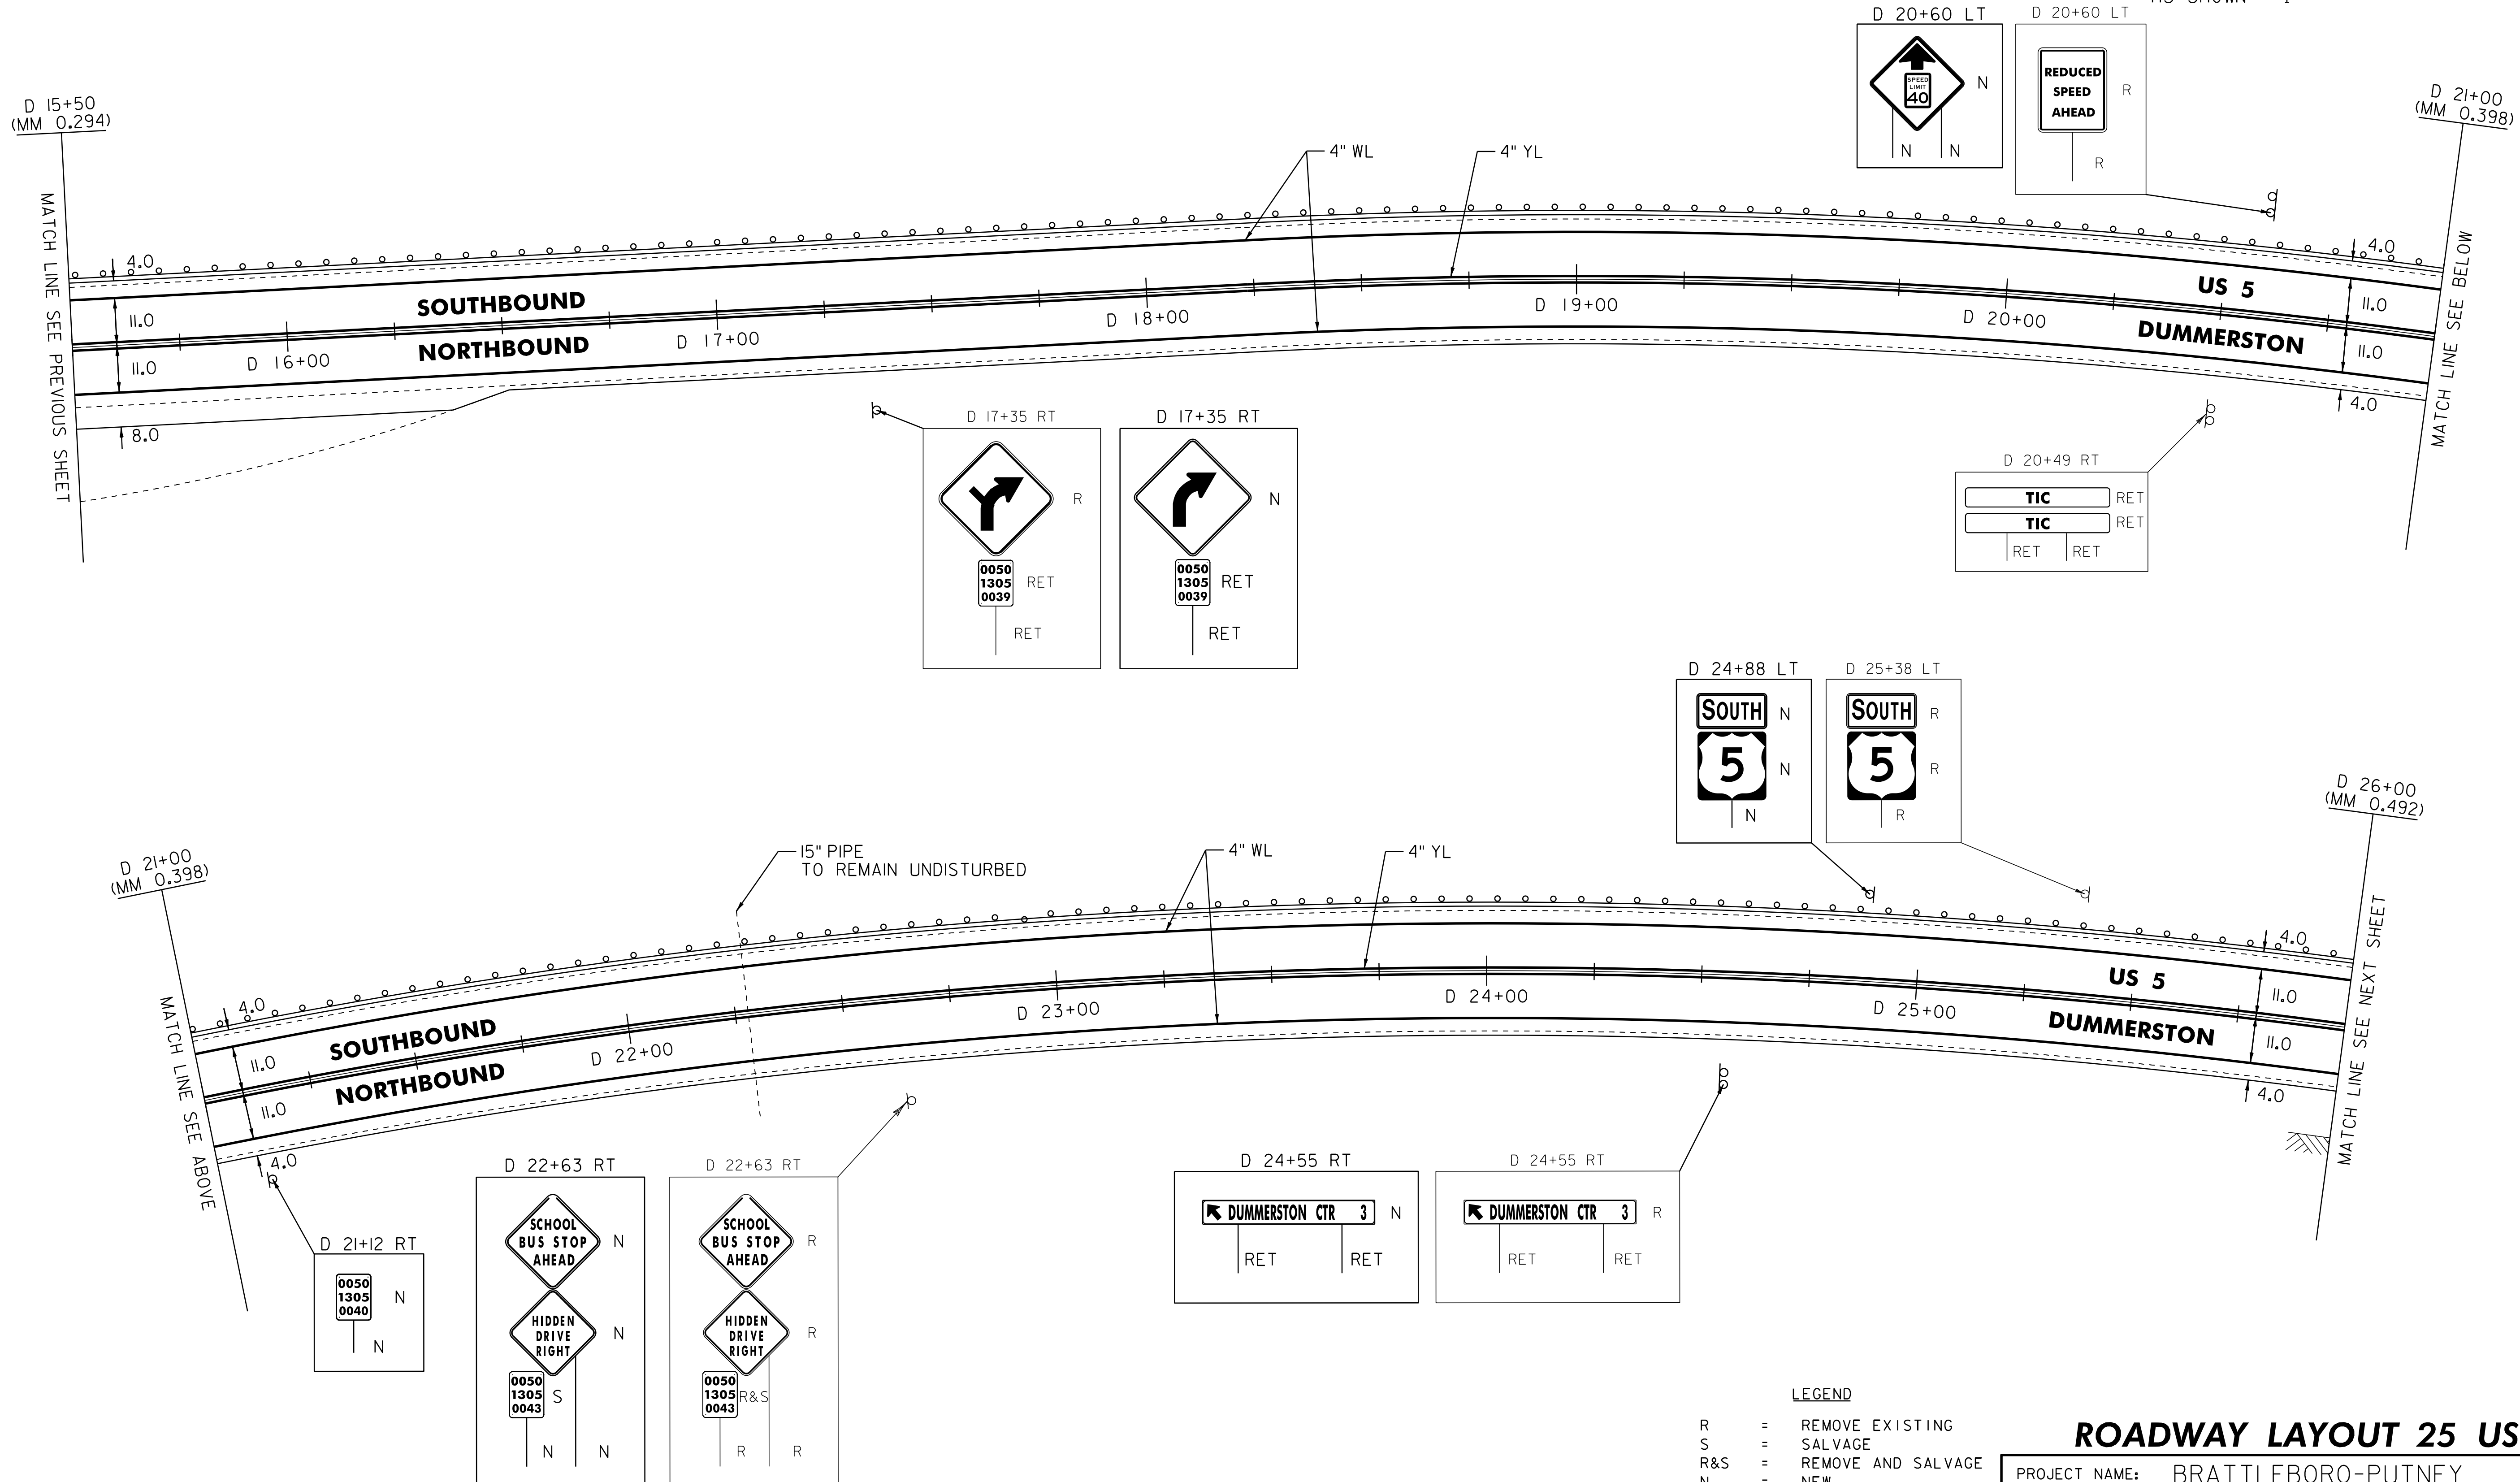 D 20+60 LT
D 20+60 LT
SPEED
LIMIT
40
N
N N
REDUCED
SPEED
AHEAD
R
R
D 15+50
(MM 0.294)
D 21+00
(MM 0.398)
4" WL
4" YL
MATCH LINE SEE PREVIOUS SHEET
4.0
11.0
11.0
8.0
SOUTHBOUND
NORTHBOUND
D 16+00
D 17+00
D 18+00
D 19+00
D 20+00
US 5
DUMMERSTON
4.0
11.0
11.0
4.0
MATCH LINE SEE BELOW
D 17+35 RT
R
0050
1305
0039
RET
RET
D 17+35 RT
N
0050
1305
0039
RET
RET
D 20+49 RT
TIC RET
TIC RET
RET RET
D 24+88 LT
SOUTH N
5 N
N
D 25+38 LT
SOUTH R
5 R
R
D 21+00
(MM 0.398)
D 26+00
(MM 0.492)
15" PIPE
TO REMAIN UNDISTURBED
4" WL
4" YL
MATCH LINE SEE ABOVE
4.0
11.0
11.0
4.0
SOUTHBOUND
NORTHBOUND
D 22+00
D 23+00
D 24+00
D 25+00
US 5
DUMMERSTON
4.0
11.0
11.0
4.0
MATCH LINE SEE NEXT SHEET
D 21+12 RT
0050
1305
0040
N
N
D 22+63 RT
SCHOOL
BUS STOP
AHEAD
N
HIDDEN
DRIVE
RIGHT
N
0050
1305
0043
S
N N
D 22+63 RT
SCHOOL
BUS STOP
AHEAD
R
HIDDEN
DRIVE
RIGHT
R
0050
1305
0043
R&S
R R
D 24+55 RT
DUMMERSTON CTR 3 N
RET RET
D 24+55 RT
DUMMERSTON CTR 3 R
RET RET
LEGEND
R = REMOVE EXISTING
S = SALVAGE
R&S = REMOVE AND SALVAGE
N = NEW
ROADWAY LAYOUT 25 US
PROJECT NAME: BRATTLEBORO-PUTNEY